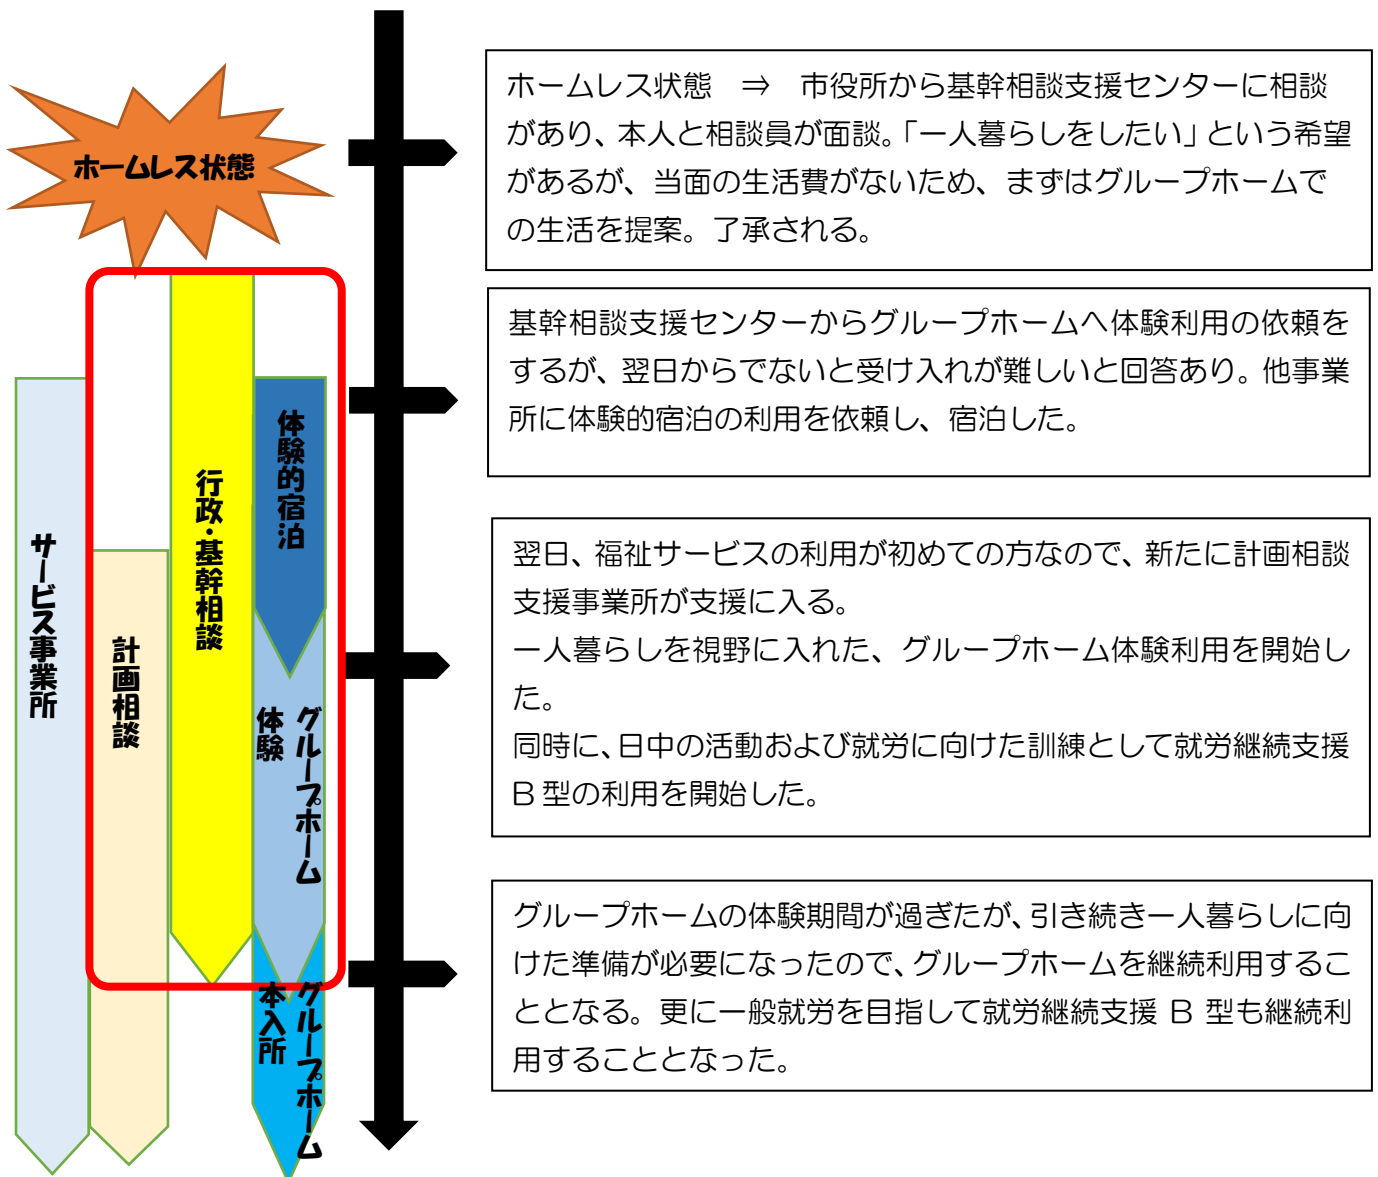 ホームレス状態
ホームレス状態　⇒　市役所から基幹相談支援センターに相談
があり、本人と相談員が面談。「一人暮らしをしたい」という希望
があるが、当面の生活費がないため、まずはグループホームで
の生活を提案。了承される。
基幹相談支援センターからグループホームへ体験利用の依頼を
するが、翌日からでないと受け入れが難しいと回答あり。他事業
所に体験的宿泊の利用を依頼し、宿泊した。
翌日、福祉サービスの利用が初めての方なので、新たに計画相談
支援事業所が支援に入る。
一人暮らしを視野に入れた、グループホーム体験利用を開始し
た。
同時に、日中の活動および就労に向けた訓練として就労継続支援
B型の利用を開始した。
グループホームの体験期間が過ぎたが、引き続き一人暮らしに向
けた準備が必要になったので、グループホームを継続利用するこ
ととなる。更に一般就労を目指して就労継続支援 B 型も継続利
用することとなった。
サービス事業所
計画相談
行政・基幹相談
体験的宿泊
グループホーム
体験
グループホーム
本入所